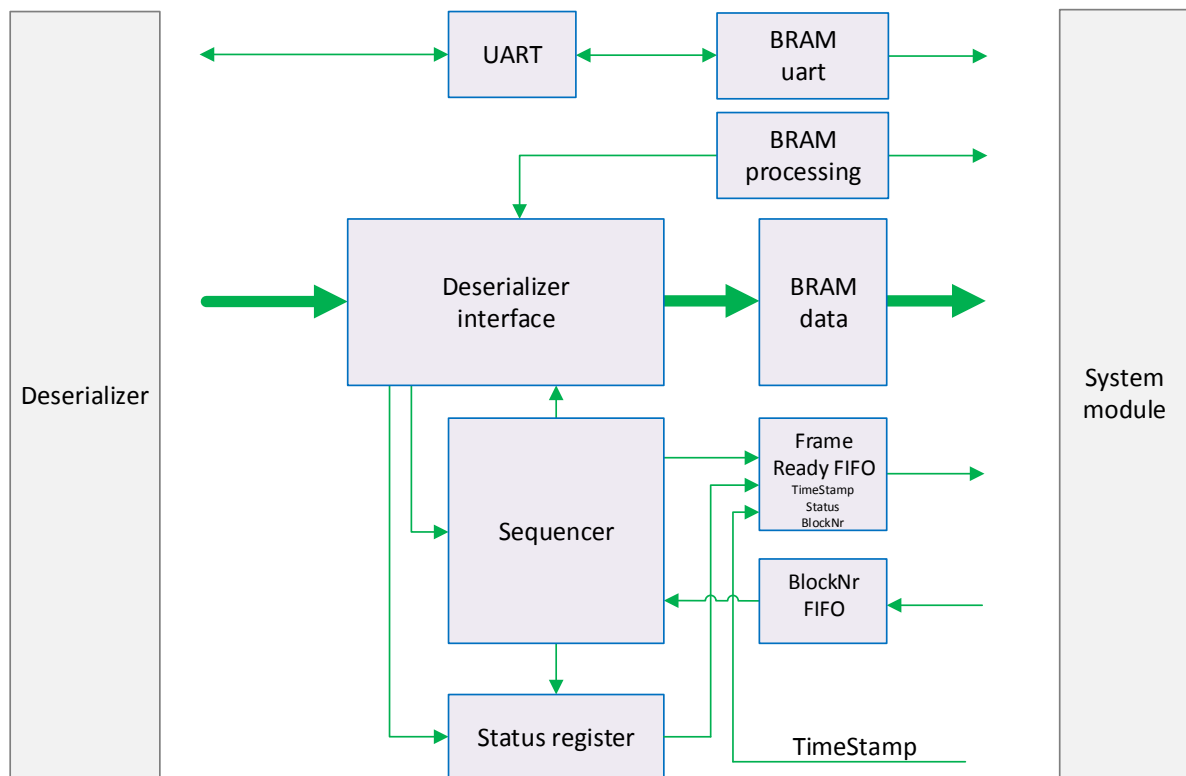 UART
BRAM
uart
BRAM
processing
Deserializer
interface
BRAM
data
Deserializer
System
module
Sequencer
Frame
Ready FIFO
TimeStamp
Status
BlockNr
BlockNr
FIFO
Status register
TimeStamp